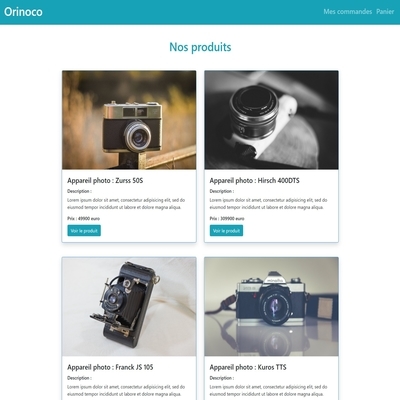 Orinoco
Mes commandes Panier
Nos produits
Appareil photo : Zurss 50S
Description :
Lorem ipsum dolor sit amet, consectetur adipiscing elit, sed do
eiusmod tempor incididunt ut labore et dolore magna aliqua.
Prix : 49900 euro
Voir le produit
Appareil photo : Hirsch 400DTS
Description :
Lorem ipsum dolor sit amet, consectetur adipiscing elit, sed do
eiusmod tempor incididunt ut labore et dolore magna aliqua.
Prix : 309900 euro
Voir le produit
Appareil photo : Franck JS 105
Description :
Lorem ipsum dolor sit amet, consectetur adipiscing elit, sed do
eiusmod tempor incididunt ut labore et dolore magna aliqua.
Appareil photo : Kuros TTS
Description :
Lorem ipsum dolor sit amet, consectetur adipiscing elit, sed do
eiusmod tempor incididunt ut labore et dolore magna aliqua.